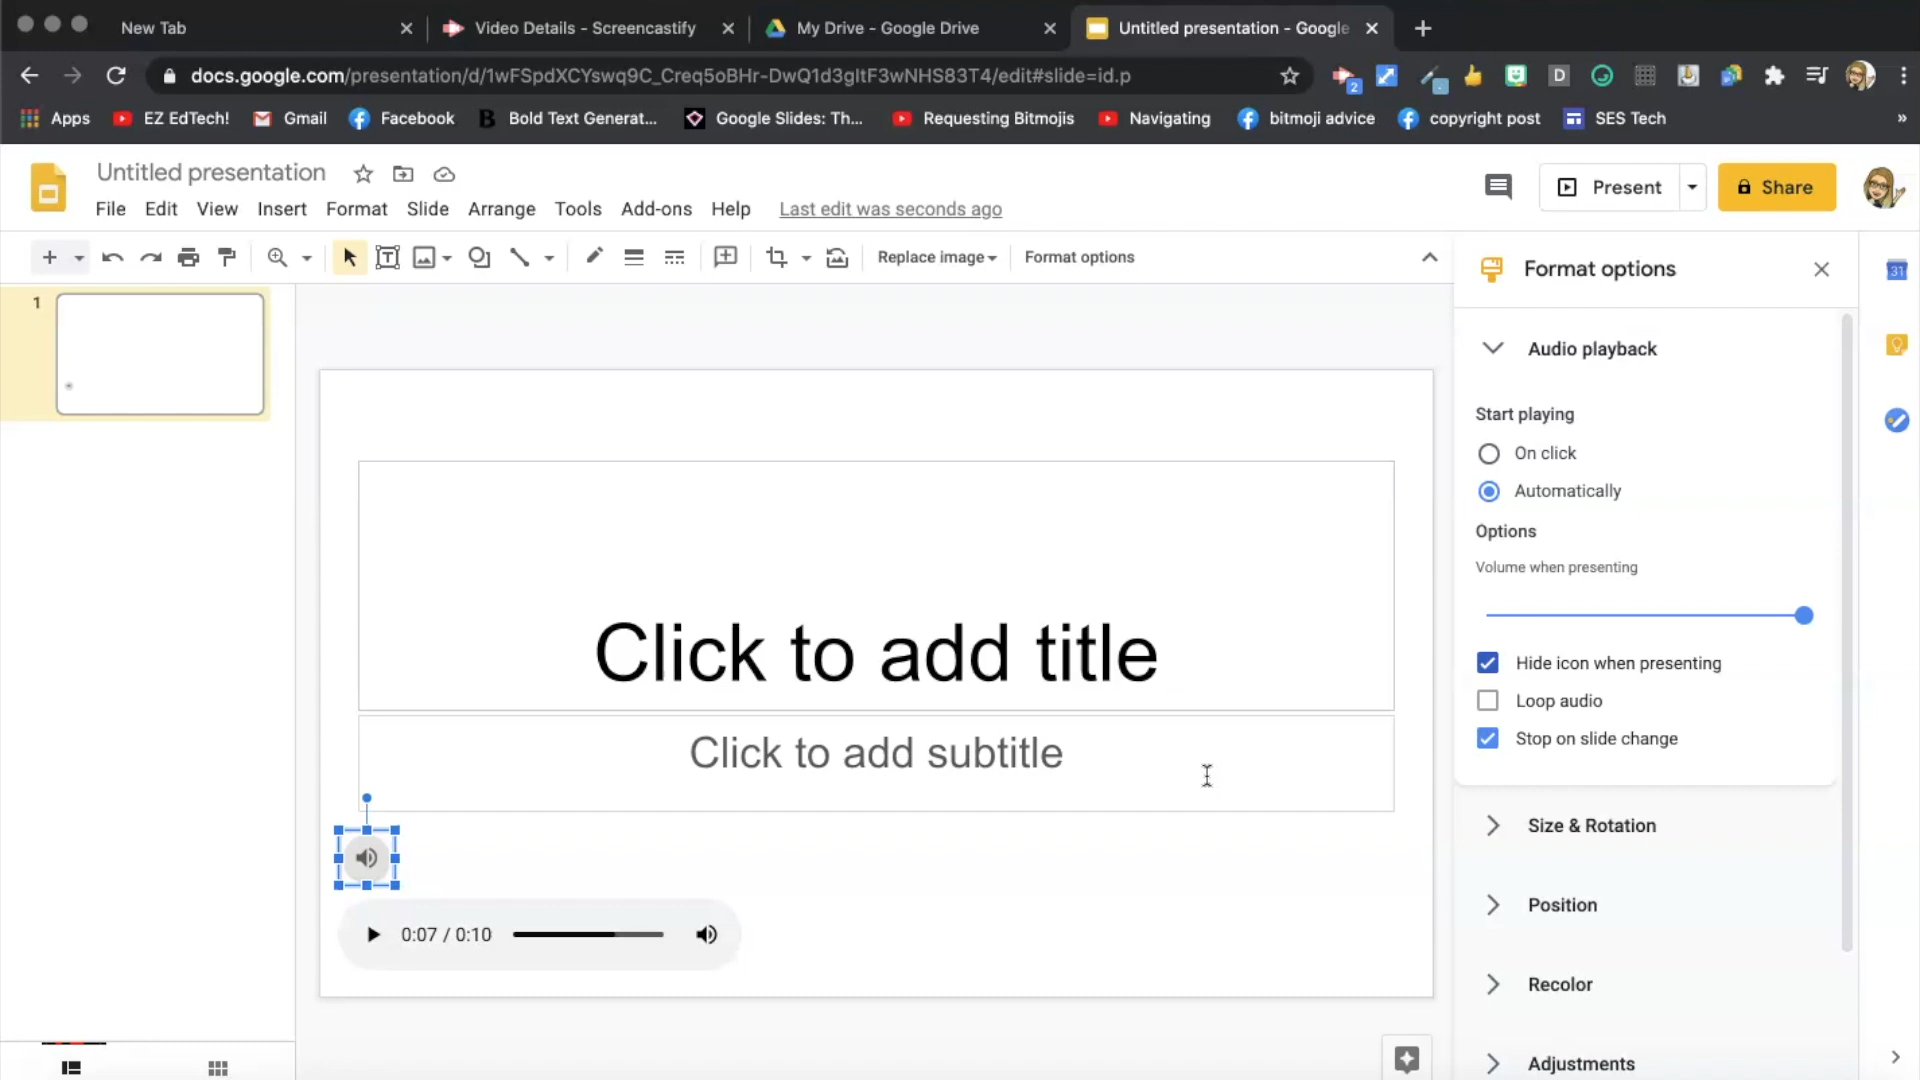 New Tab
Video Details - Screencastify
My Drive - Google Drive
Untitled presentation - Google
docs.google.com/presentation/d/1wFSpdXCYswq9C_Creq5oBHr-DwQ1d3gItF3wNHS83T4/edit#slide=id.p
2
D
Apps
EZ EdTech!
Gmail
Facebook
B Bold Text Generat...
Google Slides: Th...
Requesting Bitmojis
Navigating
bitmoji advice
copyright post
SES Tech
»
Untitled presentation
File Edit View Insert Format Slide Arrange Tools Add-ons Help Last edit was seconds ago
Present
Share
Replace image
Format options
1
Click to add title
Click to add subtitle
0:07 / 0:10
Format options
Audio playback
Start playing
On click
Automatically
Options
Volume when presenting
Hide icon when presenting
Loop audio
Stop on slide change
Size & Rotation
Position
Recolor
Adjustments
31